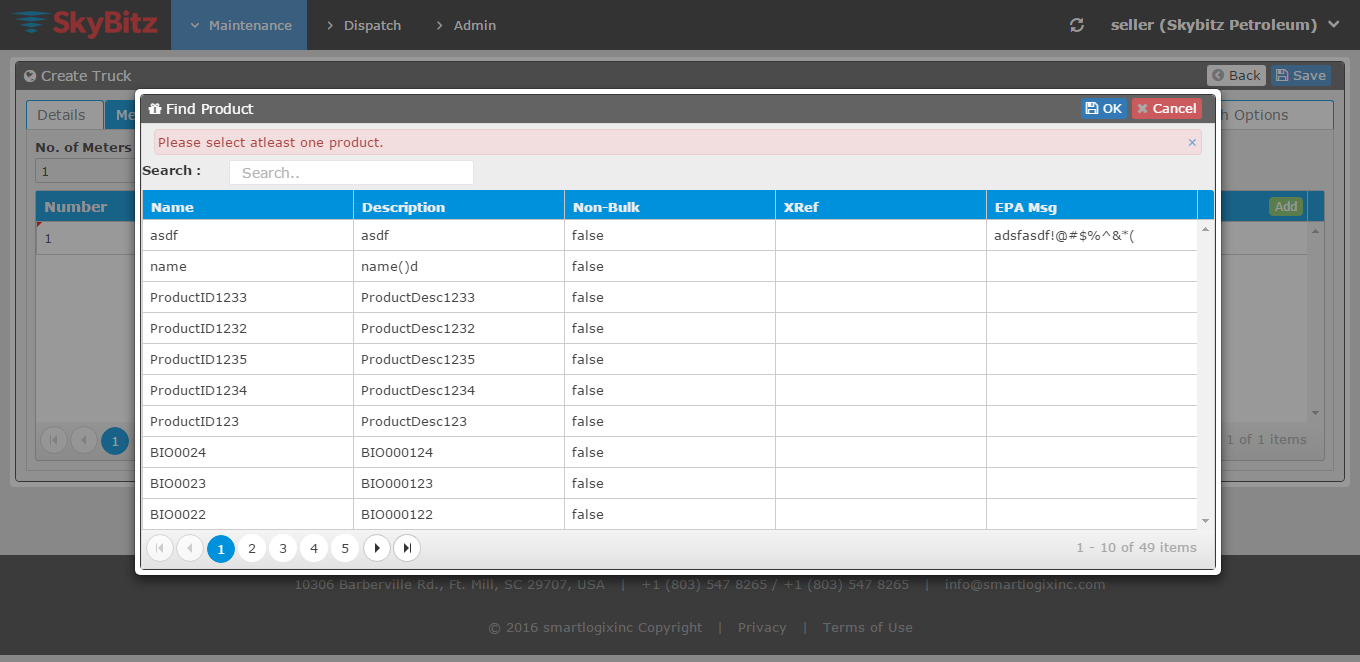 SkyBitz Maintenance Dispatch Admin seller (Skybitz Petroleum)
Create Truck Back Save
Find Product OK Cancel
Details Me h Options
Please select atleast one product. ×
No. of Meters
Search : Search..
1
Number Add
Name Description Non-Bulk XRef EPA Msg
1
asdf asdf false adsfasdf!@#$%^&*(
name name()d false
ProductID1233 ProductDesc1233 false
ProductID1232 ProductDesc1232 false
ProductID1235 ProductDesc1235 false
ProductID1234 ProductDesc1234 false
ProductID123 ProductDesc123 false
1 1 of 1 items
BIO0024 BIO000124 false
BIO0023 BIO000123 false
BIO0022 BIO000122 false
1 2 3 4 5 1 - 10 of 49 items
10306 Barberville Rd., Ft. Mill, SC 29707, USA | +1 (803) 547 8265 / +1 (803) 547 8265 | info@smartlogixinc.com
© 2016 smartlogixinc Copyright | Privacy | Terms of Use